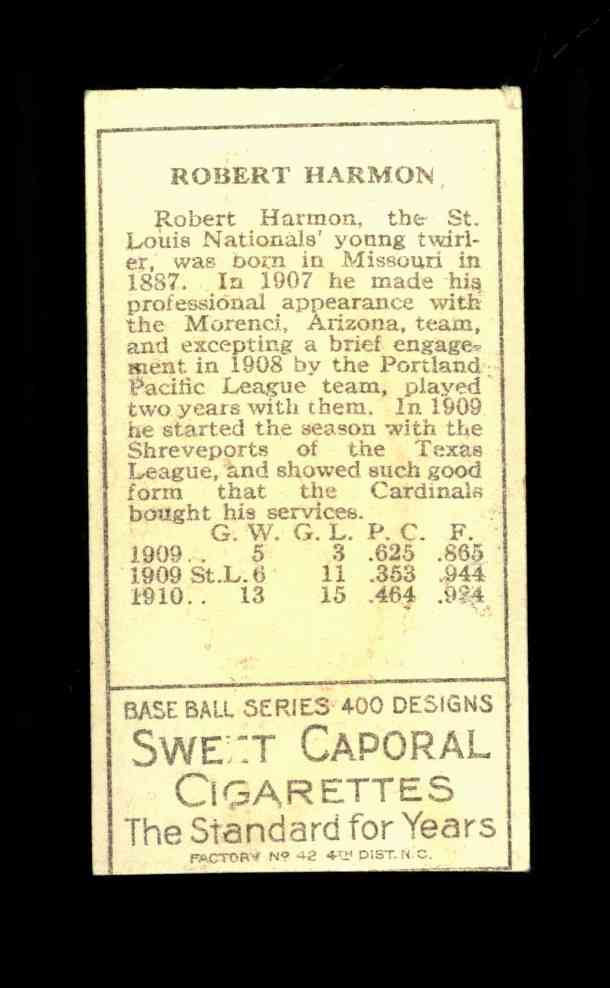 ROBERT HARMON
Robert Harmon, the St.
Louis Nationals' young twirl-
er, was born in Missouri in
1887. In 1907 he made his
professional appearance with
the Morenci, Arizona, team,
and excepting a brief engage-
ment in 1908 by the Portland
Pacific League team, played
two years with them. In 1909
he started the season with the
Shreveports of the Texas
League, and showed such good
form that the Cardinals
bought his services.
G. W. G. L. P. C. F.
1909.. 5 3 .625 .865
1909 St.L. 6 11 .353 .944
1910.. 13 15 .464 .924
BASE BALL SERIES 400 DESIGNS
SWEET CAPORAL
CIGARETTES
The Standard for Years
FACTORY Nº 42 4TH DIST. N.C.